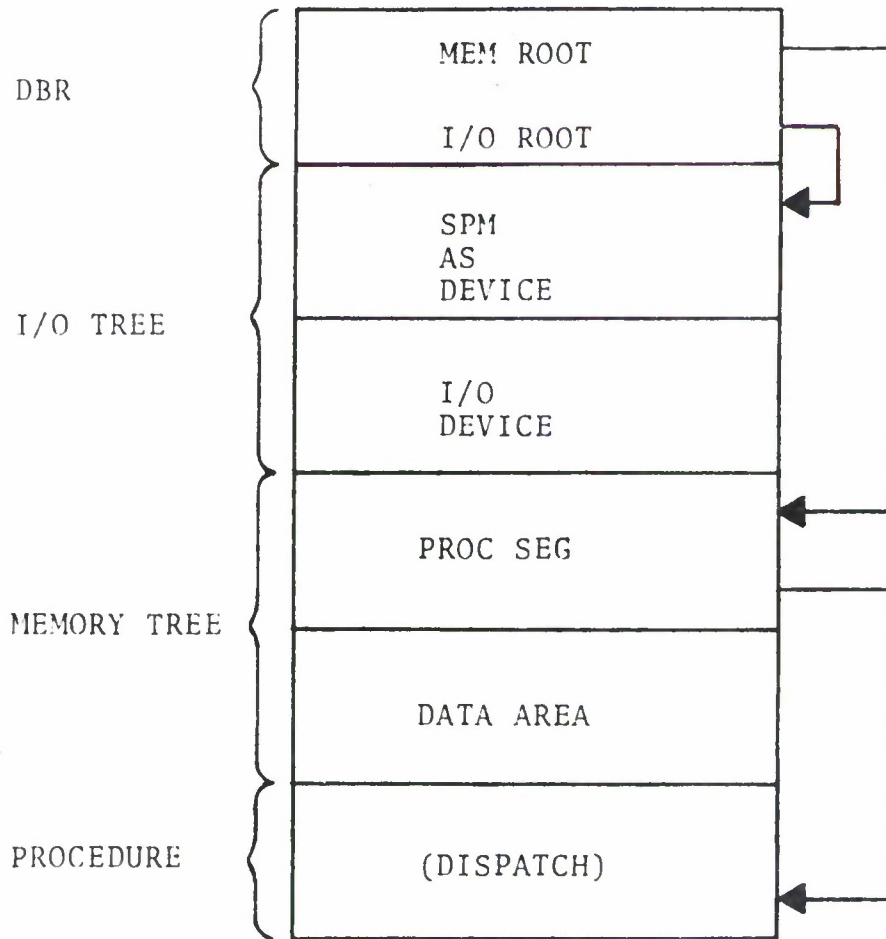 DBR
MEM ROOT
I/O ROOT
I/O TREE
SPM
AS
DEVICE
I/O
DEVICE
MEMORY TREE
PROC SEG
DATA AREA
PROCEDURE
(DISPATCH)